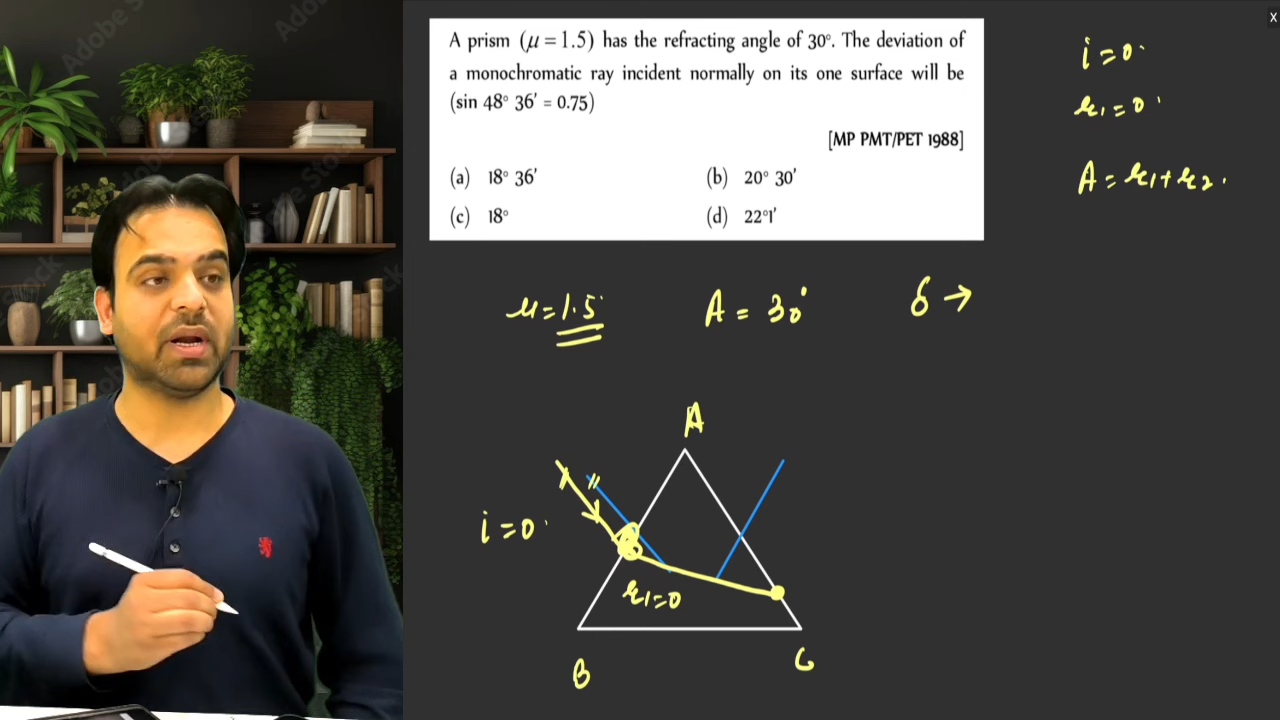 A prism (μ = 1.5) has the refracting angle of 30°. The deviation of
a monochromatic ray incident normally on its one surface will be
(sin 48° 36′ = 0.75)
[MP PMT/PET 1988]
(a) 18° 36′ (b) 20° 30′
(c) 18° (d) 22°1′
i = 0
r₁ = 0
A = r₁ + r₂
μ = 1.5 A = 30° δ →
A
i = 0
r₁ = 0
B C
x